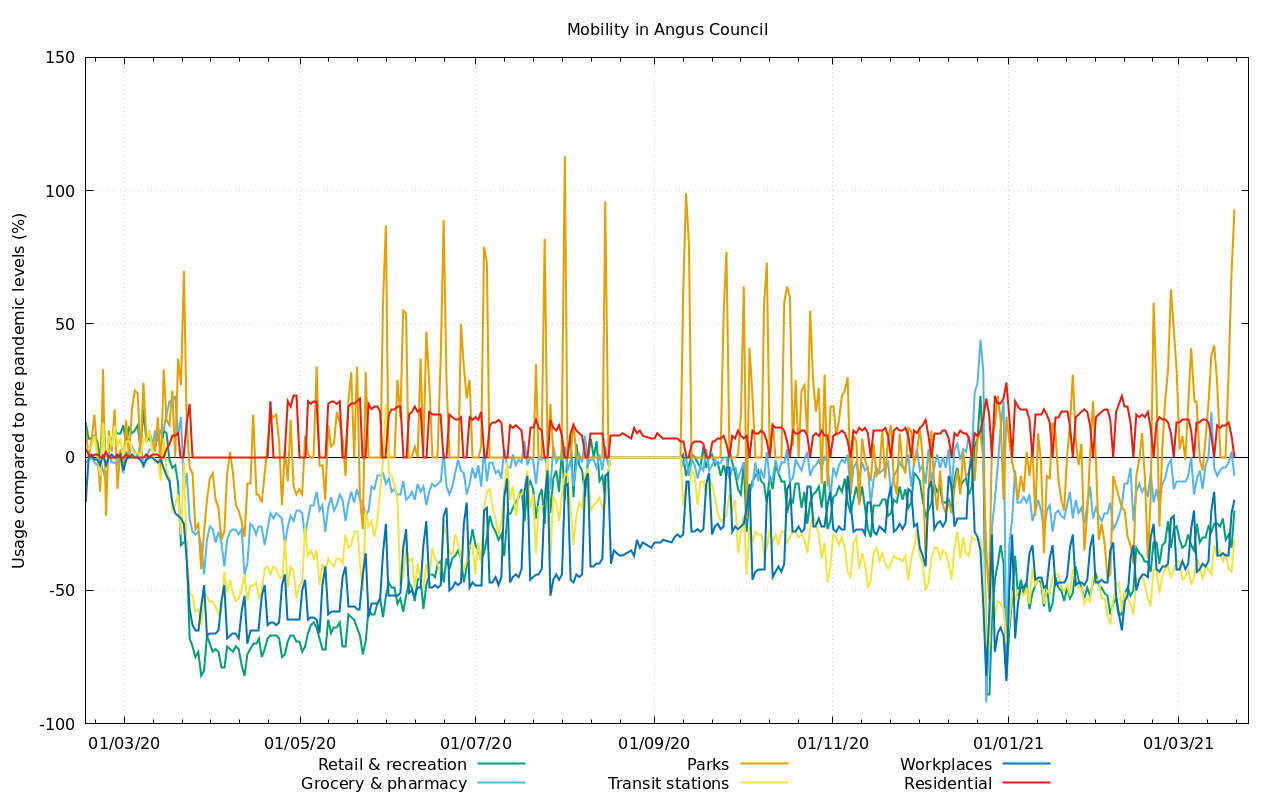 Mobility in Angus Council
Usage compared to pre pandemic levels (%)
150
100
50
0
-50
-100
01/03/20 01/05/20 01/07/20 01/09/20 01/11/20 01/01/21 01/03/21
Retail & recreation Parks Workplaces
Grocery & pharmacy Transit stations Residential